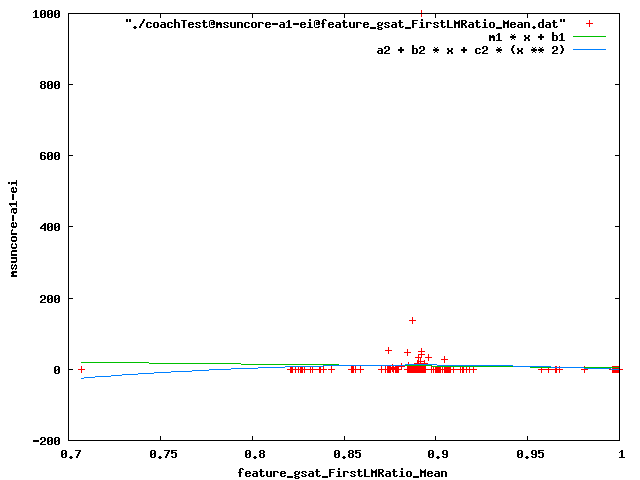 "./coachTest@msuncore-a1-ei@feature_gsat_FirstLMRatio_Mean.dat"
m1 * x + b1
a2 + b2 * x + c2 * (x ** 2)
1000
800
600
400
200
0
-200
msuncore-a1-ei
0.7 0.75 0.8 0.85 0.9 0.95 1
feature_gsat_FirstLMRatio_Mean